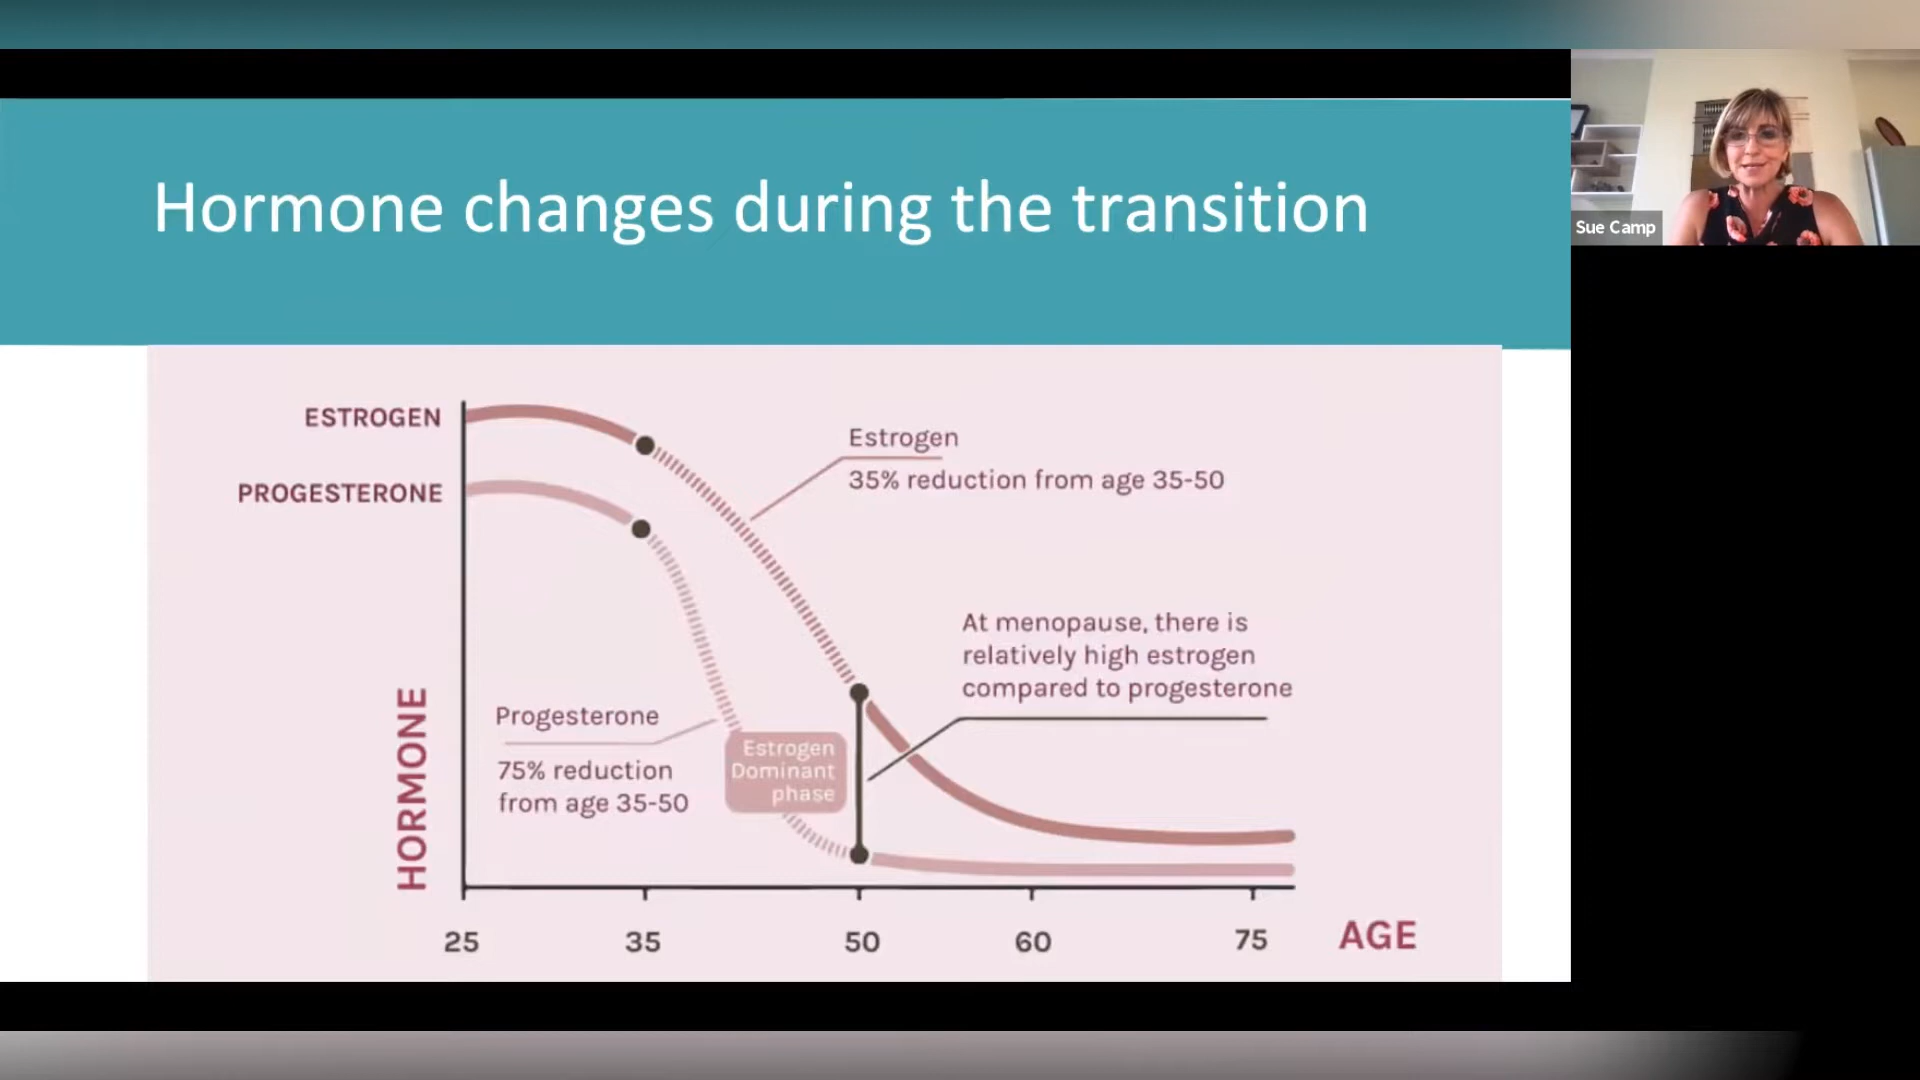 Hormone changes during the transition
Sue Camp
ESTROGEN
PROGESTERONE
Estrogen
35% reduction from age 35-50
At menopause, there is
relatively high estrogen
compared to progesterone
Progesterone
75% reduction
from age 35-50
Estrogen
Dominant
phase
HORMONE
25
35
50
60
75
AGE